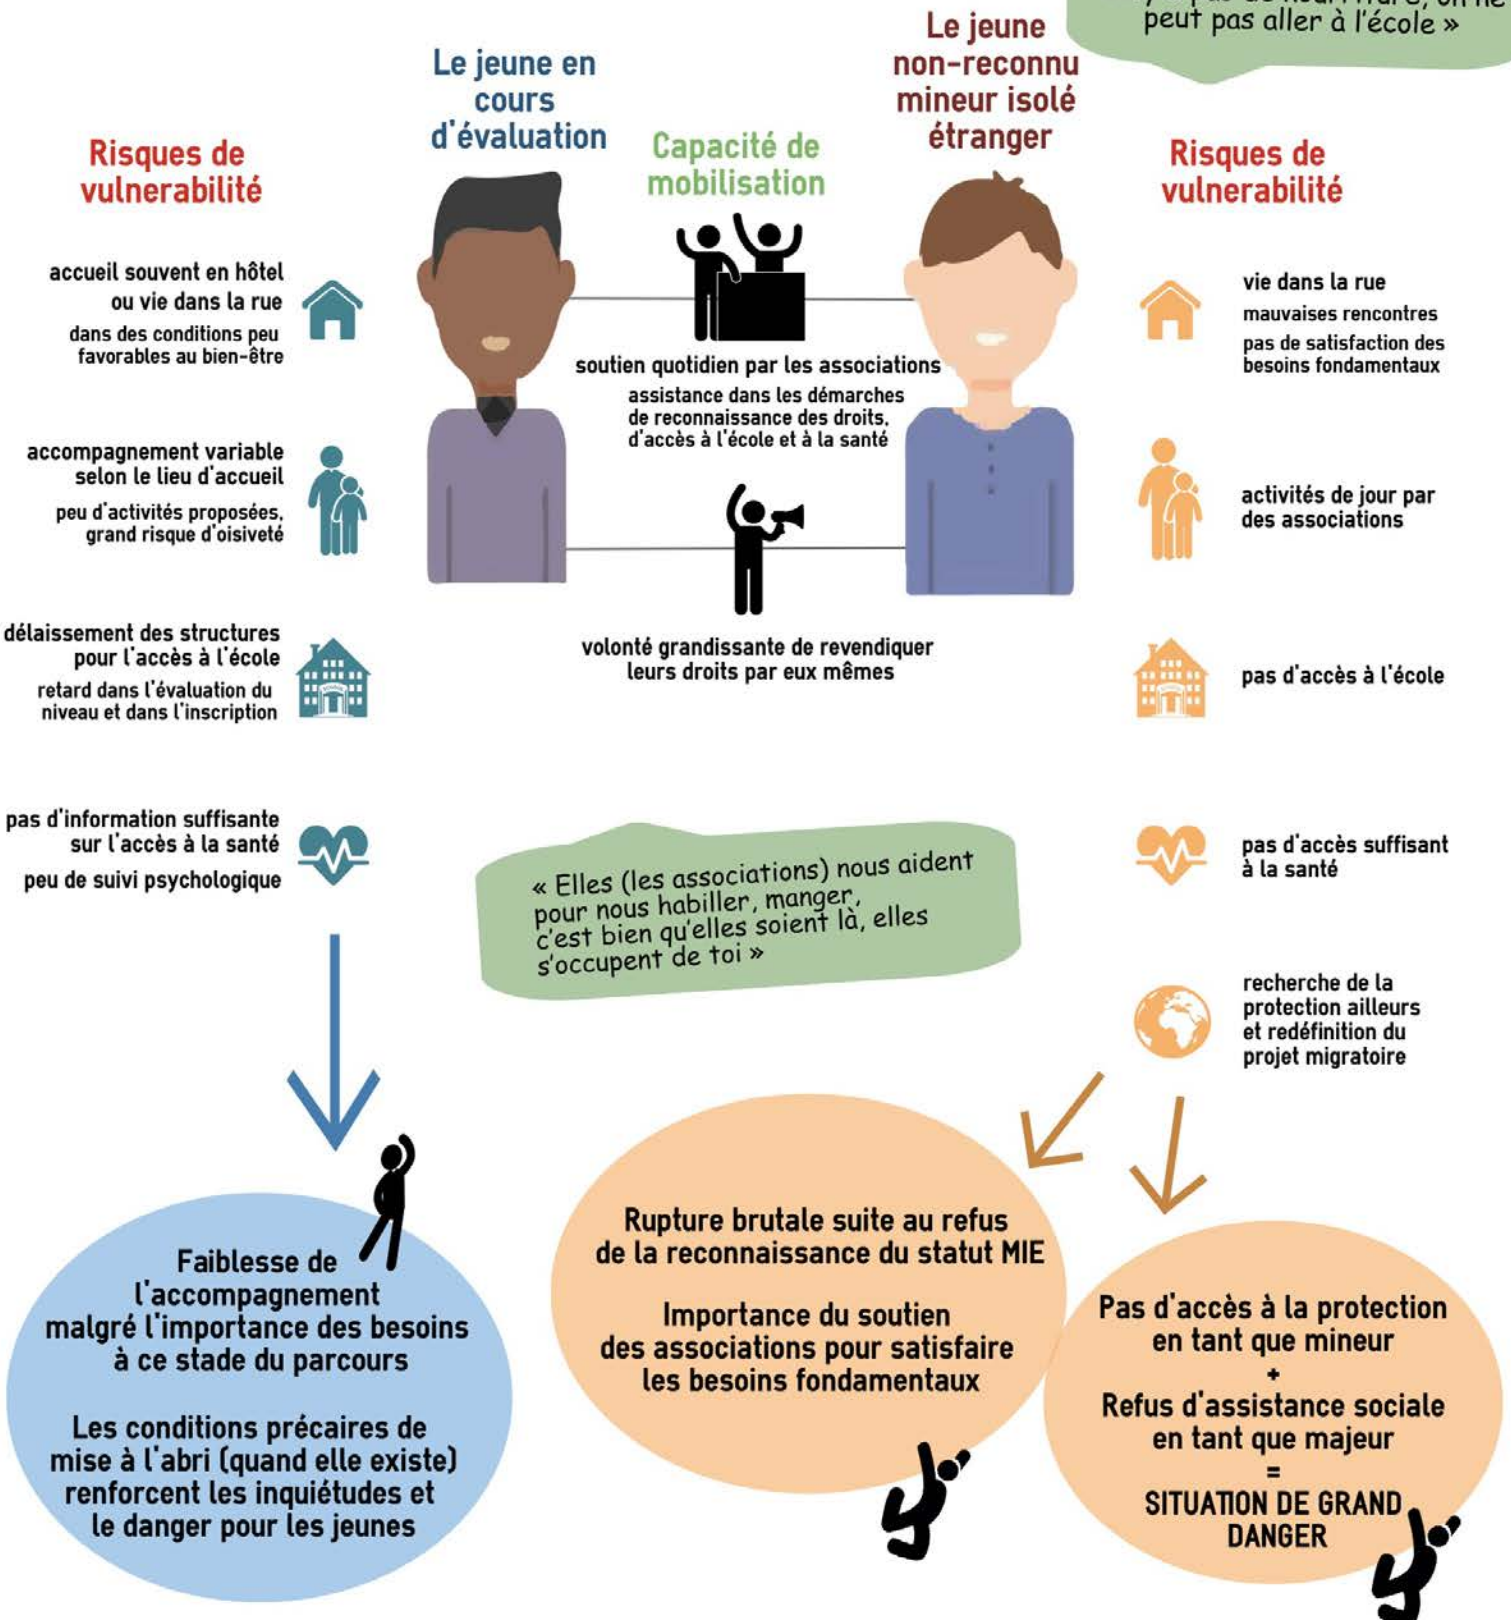 pas de nourriture, on ne
peut pas aller à l'école »
Le jeune en
cours
d'évaluation
Le jeune
non-reconnu
mineur isolé
étranger
Capacité de
mobilisation
Risques de
vulnerabilité
accueil souvent en hôtel
ou vie dans la rue
dans des conditions peu
favorables au bien-être
accompagnement variable
selon le lieu d'accueil
peu d'activités proposées,
grand risque d'oisiveté
délaissement des structures
pour l'accès à l'école
retard dans l'évaluation du
niveau et dans l'inscription
pas d'information suffisante
sur l'accès à la santé
peu de suivi psychologique
soutien quotidien par les associations
assistance dans les démarches
de reconnaissance des droits,
d'accès à l'école et à la santé
volonté grandissante de revendiquer
leurs droits par eux mêmes
Risques de
vulnerabilité
vie dans la rue
mauvaises rencontres
pas de satisfaction des
besoins fondamentaux
activités de jour par
des associations
pas d'accès à l'école
pas d'accès suffisant
à la santé
recherche de la
protection ailleurs
et redéfinition du
projet migratoire
« Elles (les associations) nous aident
pour nous habiller, manger,
c'est bien qu'elles soient là, elles
s'occupent de toi »
Faiblesse de
l'accompagnement
malgré l'importance des besoins
à ce stade du parcours
Les conditions précaires de
mise à l'abri (quand elle existe)
renforcent les inquiétudes et
le danger pour les jeunes
Rupture brutale suite au refus
de la reconnaissance du statut MIE
Importance du soutien
des associations pour satisfaire
les besoins fondamentaux
Pas d'accès à la protection
en tant que mineur
+
Refus d'assistance sociale
en tant que majeur
=
SITUATION DE GRAND
DANGER